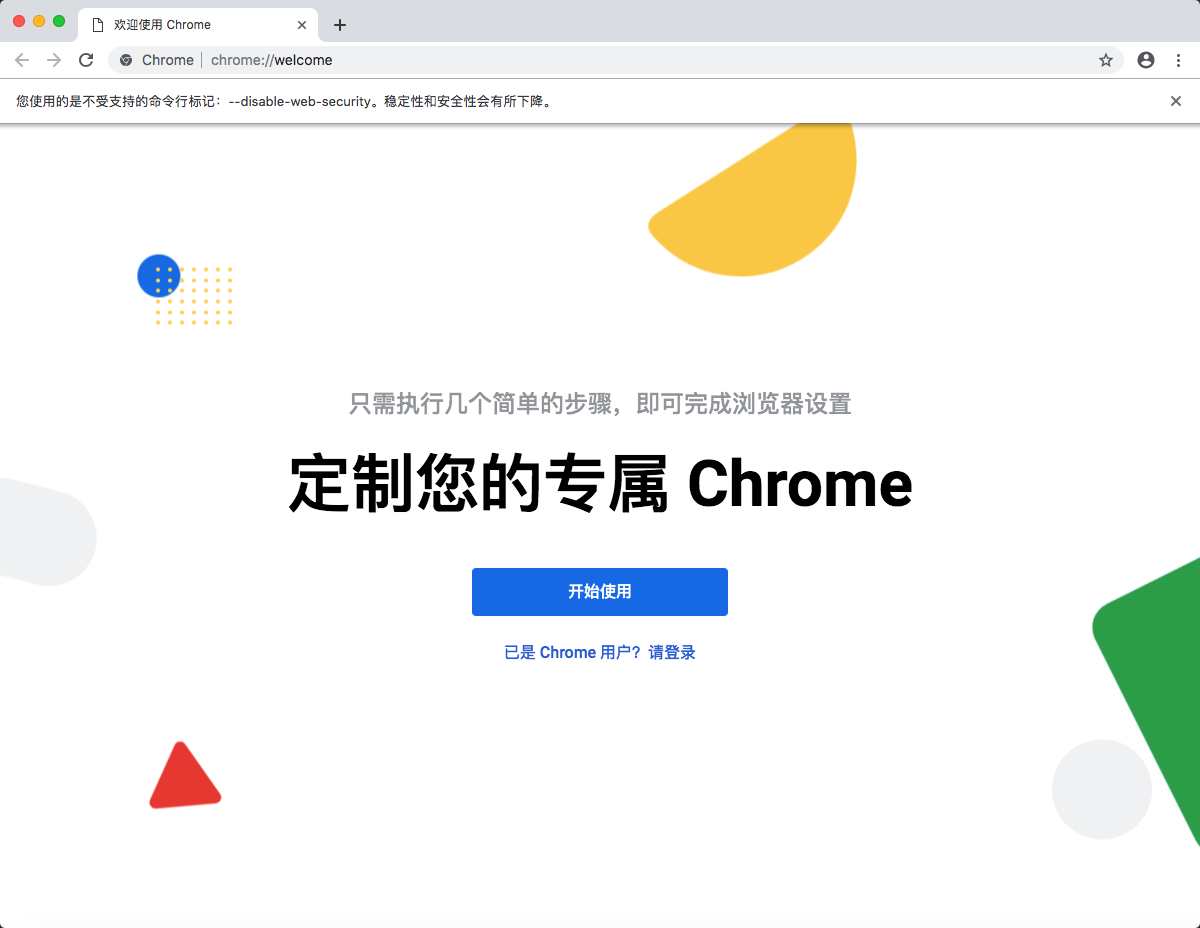 欢迎使用 Chrome
Chrome chrome://welcome
您使用的是不受支持的命令行标记：--disable-web-security。稳定性和安全性会有所下降。
只需执行几个简单的步骤，即可完成浏览器设置
定制您的专属 Chrome
开始使用
已是 Chrome 用户？请登录